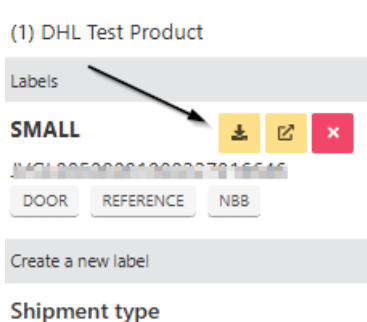 (1) DHL Test Product
Labels
SMALL
DOOR REFERENCE NBB
Create a new label
Shipment type